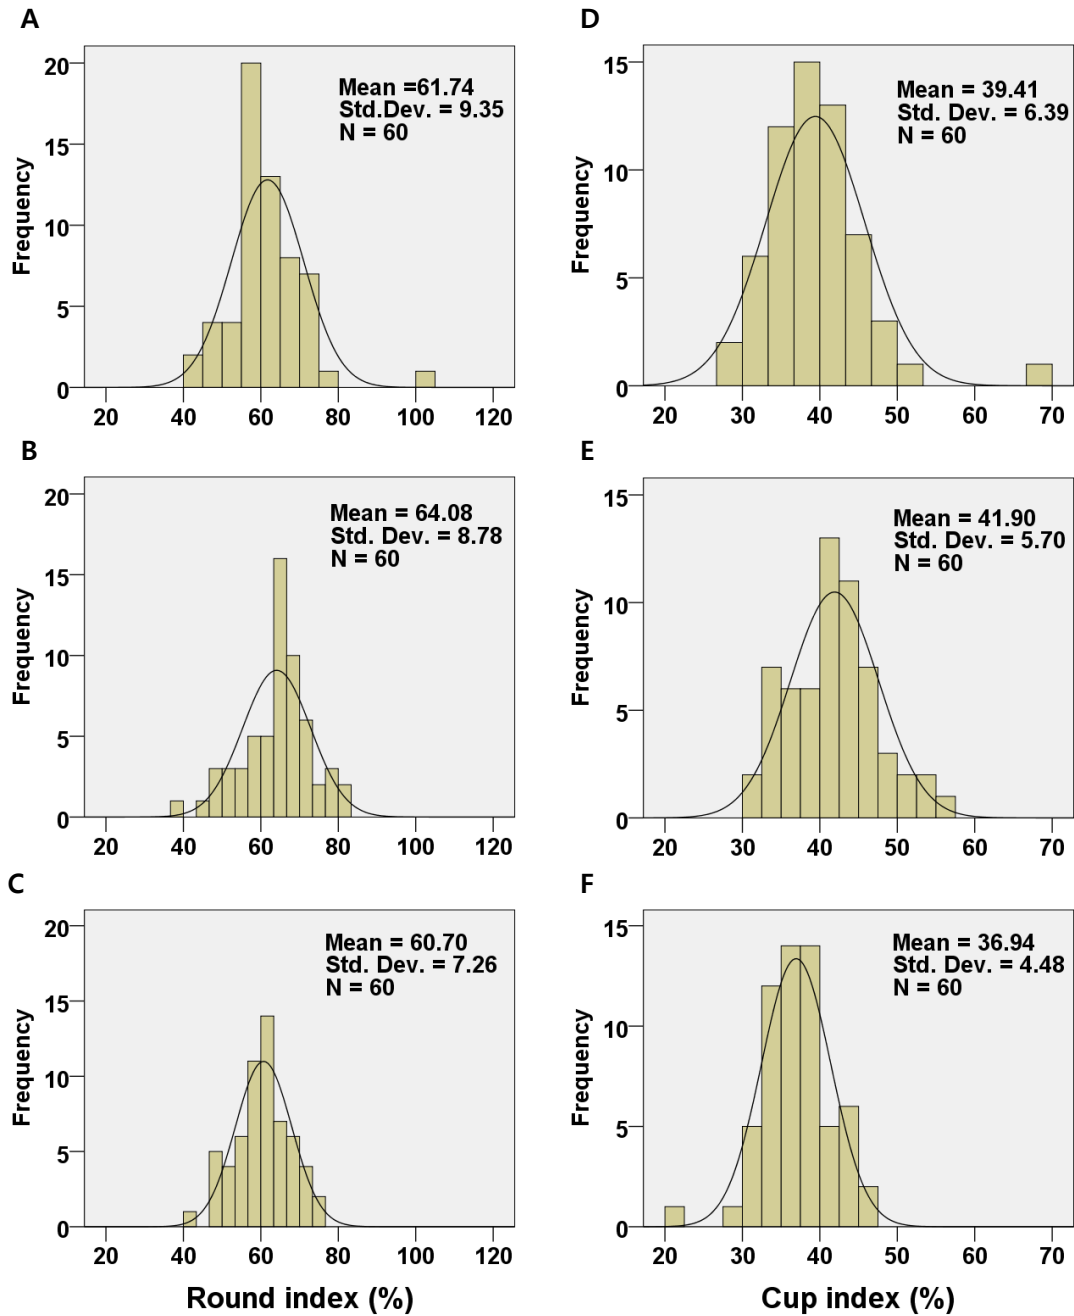 A
Frequency
20
15
10
5
0
Mean =61.74
Std.Dev. = 9.35
N = 60
20 40 60 80 100 120
D
Frequency
15
10
5
0
Mean = 39.41
Std. Dev. = 6.39
N = 60
20 30 40 50 60 70
B
Frequency
20
15
10
5
0
Mean = 64.08
Std. Dev. = 8.78
N = 60
20 40 60 80 100 120
E
Frequency
15
10
5
0
Mean = 41.90
Std. Dev. = 5.70
N = 60
20 30 40 50 60 70
C
Frequency
20
15
10
5
0
Mean = 60.70
Std. Dev. = 7.26
N = 60
20 40 60 80 100 120
Round index (%)
F
Frequency
15
10
5
0
Mean = 36.94
Std. Dev. = 4.48
N = 60
20 30 40 50 60 70
Cup index (%)